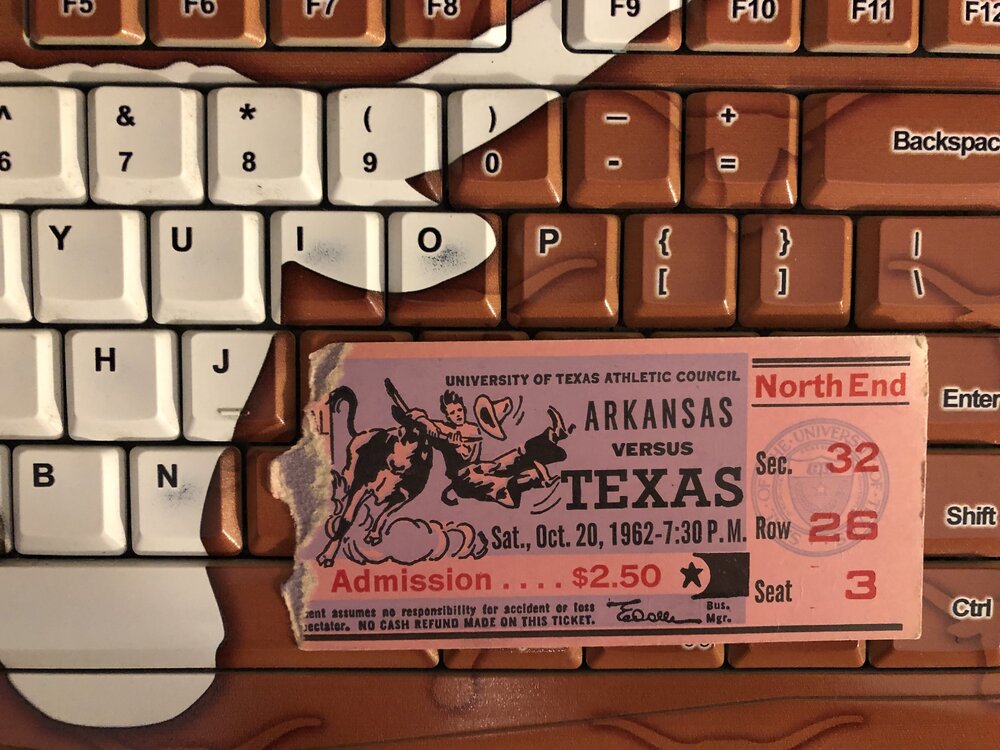 F5 F6 F7 F8 F9 F10 F11 F12
^ & * ( ) — +
6 7 8 9 0 - = Backspac
Y U I O P { } |
[ ] \
H J Enter
B N Shift
Ctrl
UNIVERSITY OF TEXAS ATHLETIC COUNCIL
ARKANSAS
VERSUS
TEXAS
Sat., Oct. 20, 1962-7:30 P.M.
Admission .... $2.50
ent assumes no responsibility for accident or loss
ectator. NO CASH REFUND MADE ON THIS TICKET.
Bus.
Mgr.
North End
Sec. 32
Row 26
Seat 3